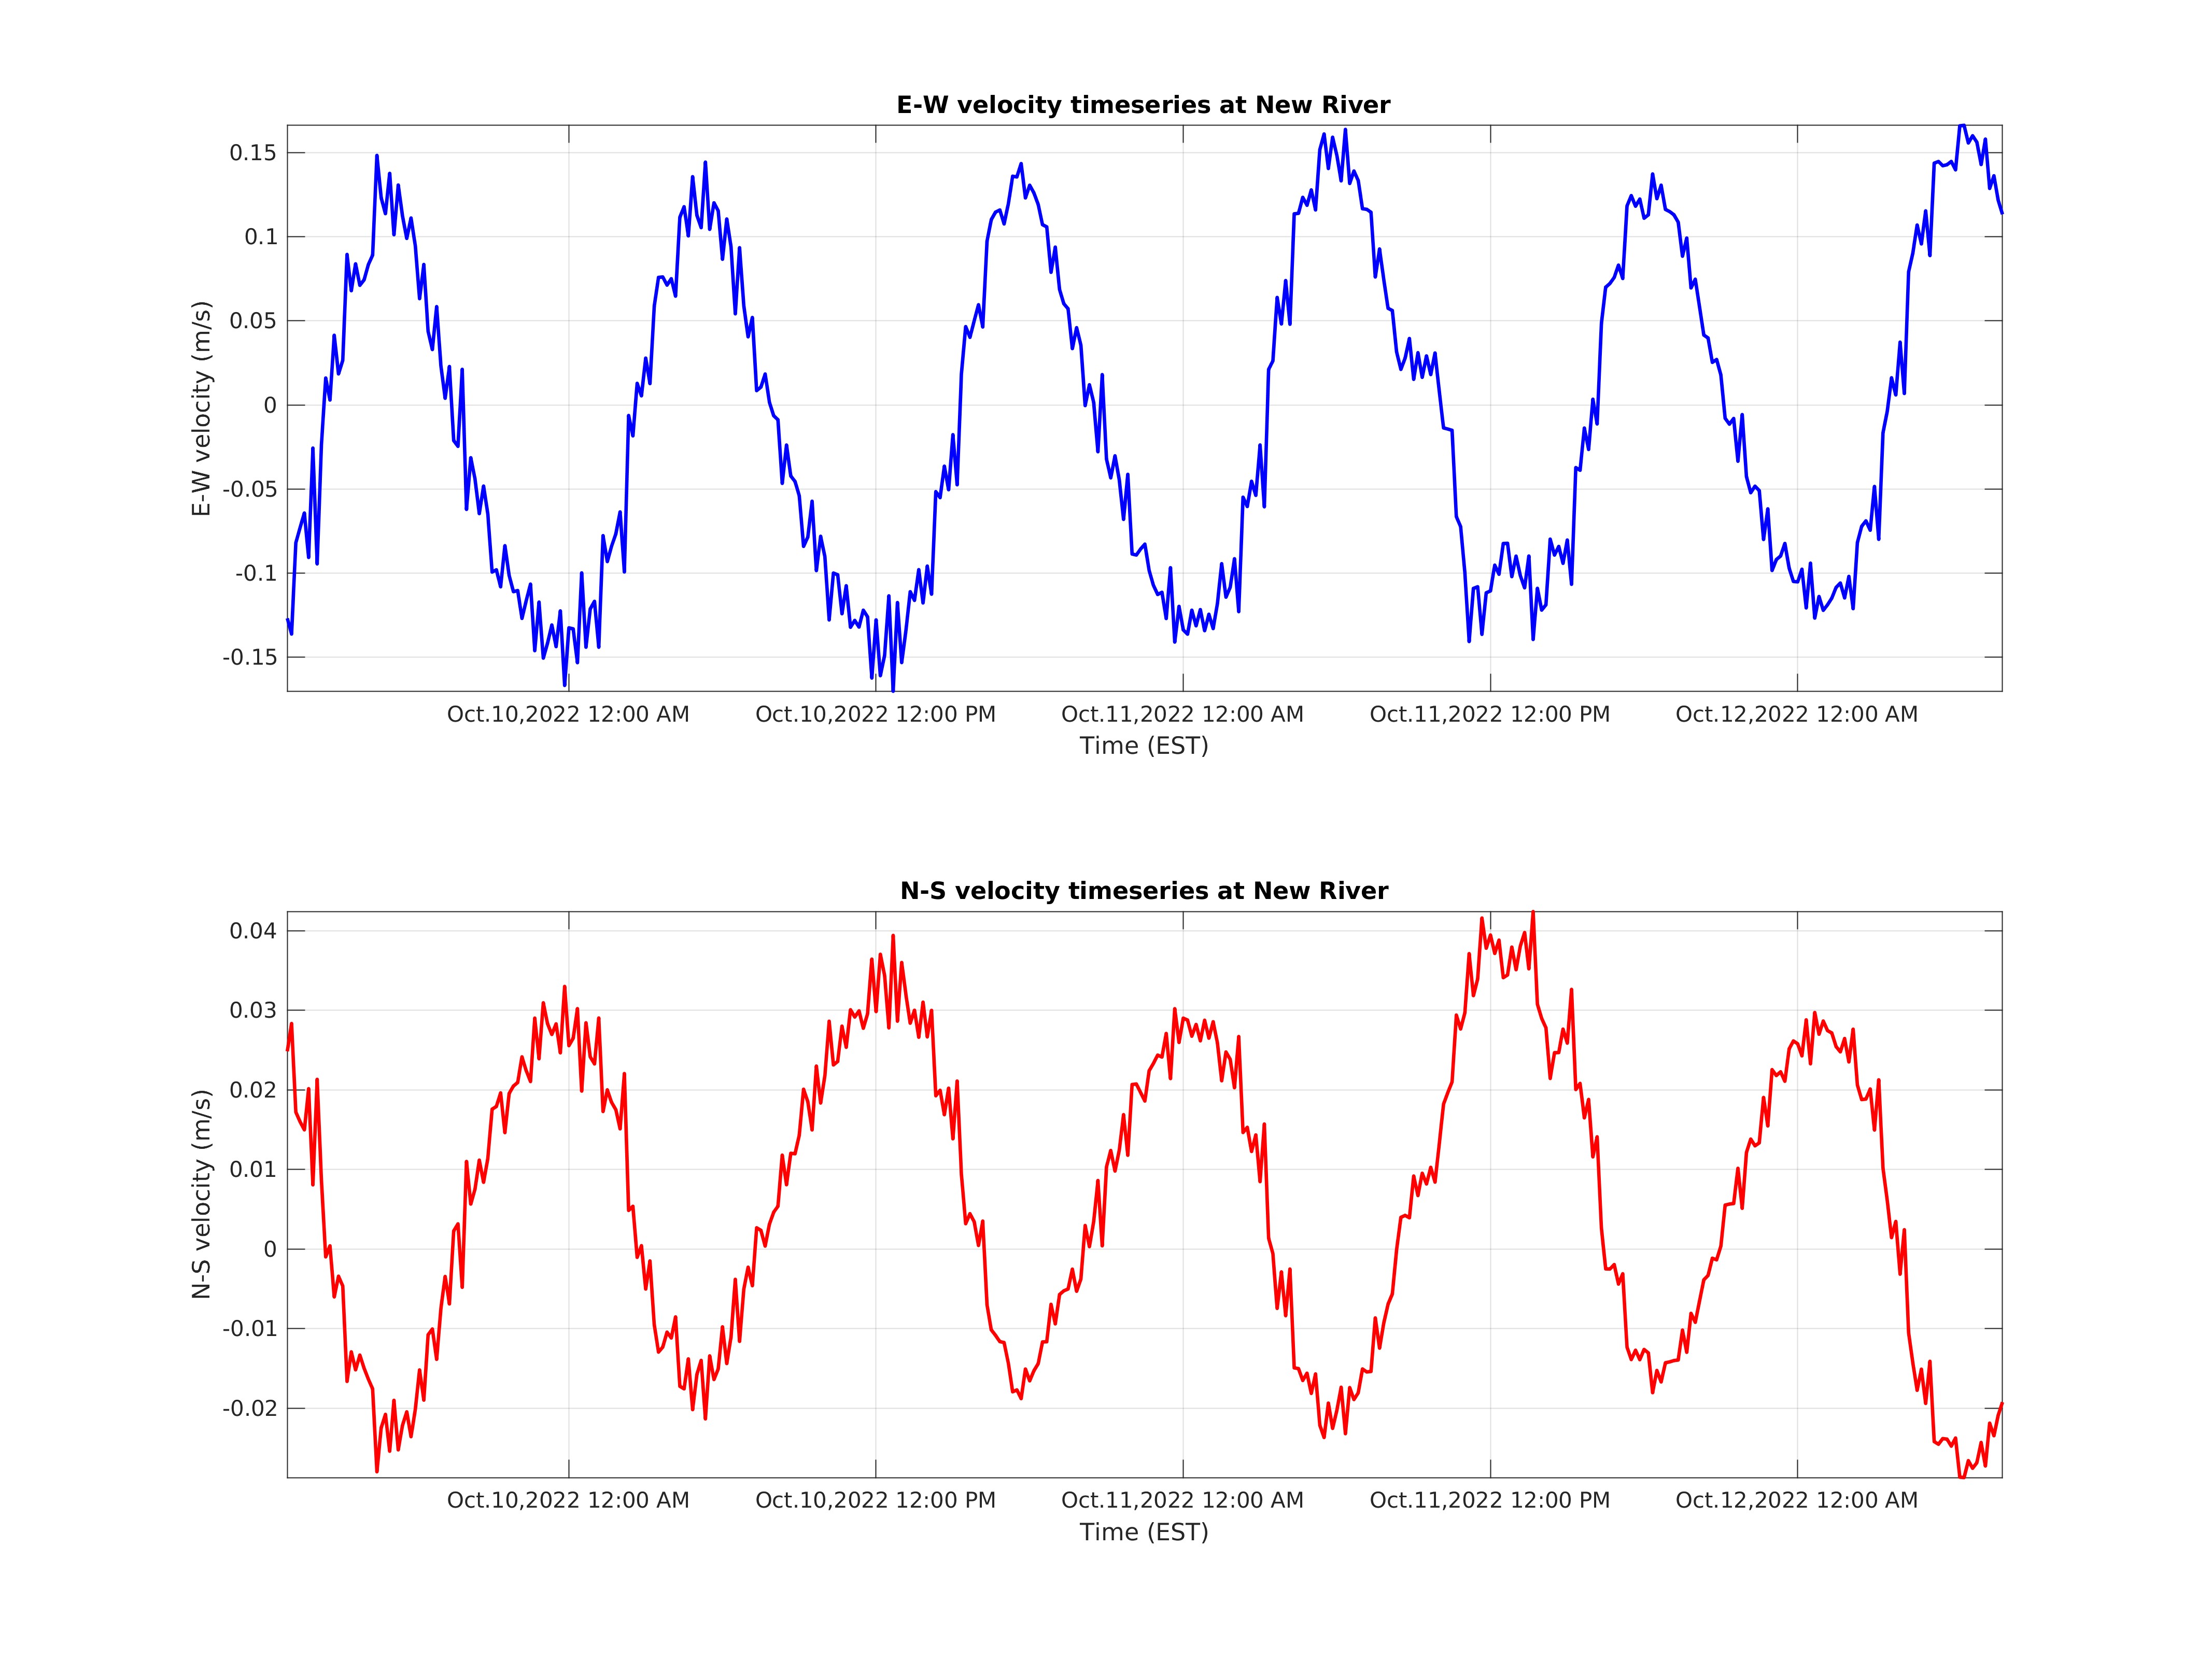 E-W velocity timeseries at New River
0.15
0.1
0.05
0
-0.05
-0.1
-0.15
E-W velocity (m/s)
Oct.10,2022 12:00 AM Oct.10,2022 12:00 PM Oct.11,2022 12:00 AM Oct.11,2022 12:00 PM Oct.12,2022 12:00 AM
Time (EST)
N-S velocity timeseries at New River
0.04
0.03
0.02
0.01
0
-0.01
-0.02
N-S velocity (m/s)
Oct.10,2022 12:00 AM Oct.10,2022 12:00 PM Oct.11,2022 12:00 AM Oct.11,2022 12:00 PM Oct.12,2022 12:00 AM
Time (EST)